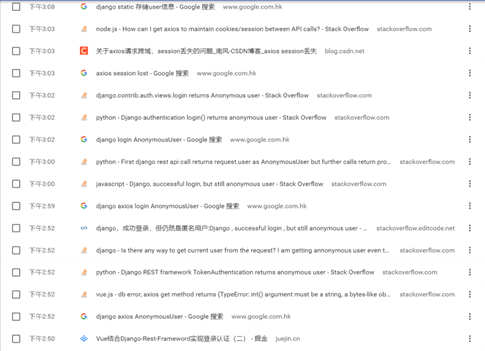 下午3:08 django static 存储user信息 - Google 搜索 www.google.com.hk
下午3:03 node.js - How can I get axios to maintain cookies/session between API calls? - Stack Overflow stackoverflow.com
下午3:03 关于axios请求跨域，session丢失的问题_南风-CSDN博客_axios session丢失 blog.csdn.net
下午3:03 axios session lost - Google 搜索 www.google.com.hk
下午3:02 django.contrib.auth.views.login returns Anonymous user - Stack Overflow stackoverflow.com
下午3:02 python - Django authentication login() returns anonymous user - Stack Overflow stackoverflow.com
下午3:02 django login AnonymousUser - Google 搜索 www.google.com.hk
下午3:00 python - First django rest api call returns request.user as AnonymousUser but further calls return pro... stackoverflow.com
下午3:00 javascript - Django, successful login, but still anonymous user - Stack Overflow stackoverflow.com
下午2:59 django axios login AnonymousUser - Google 搜索 www.google.com.hk
下午2:52 django，成功登录，但仍然是匿名用户:Django , successful login , but still anonymous user - ... stackoverflow.editcode.net
下午2:52 django - Is there any way to get current user from the request? I am getting annonymous user even t... stackoverflow.com
下午2:52 python - Django REST framework TokenAuthentication returns anonymous user - Stack Overflow stackoverflow.com
下午2:52 vue.js - db error, axios get method returns (TypeError: int() argument must be a string, a bytes-like ob... stackoverflow.com
下午2:52 django axios AnonymousUser - Google 搜索 www.google.com.hk
下午2:50 Vue结合Django-Rest-Frameword实现登录认证（二） - 掘金 juejin.cn